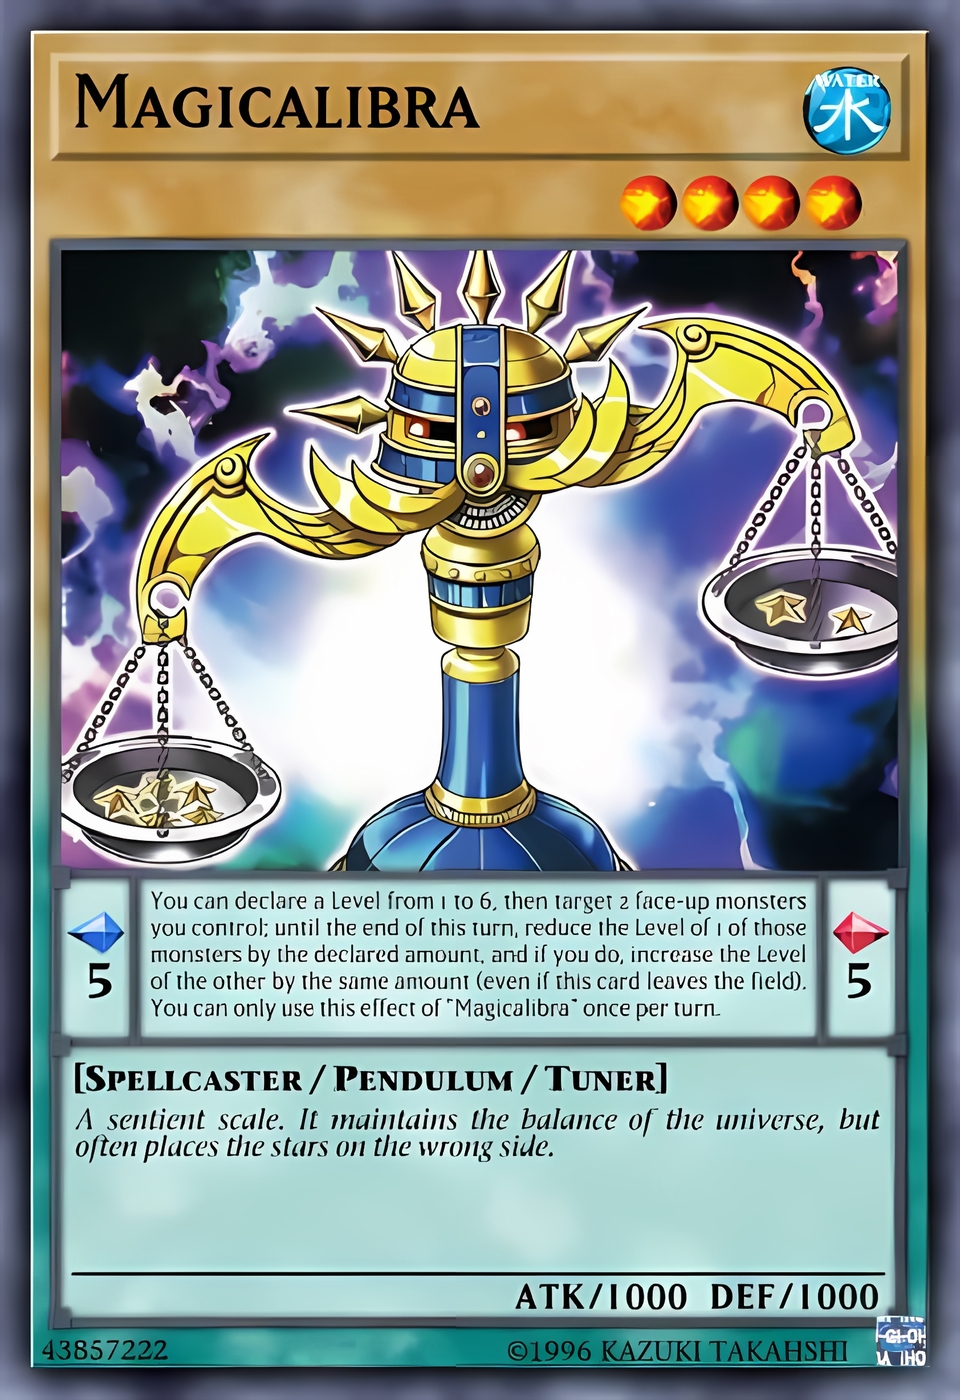 MAGICALIBRA
WATER
水
You can declare a Level from 1 to 6, then target 2 face-up monsters
you control; until the end of this turn, reduce the Level of 1 of those
monsters by the declared amount, and if you do, increase the Level
of the other by the same amount (even if this card leaves the field).
You can only use this effect of "Magicalibra" once per turn.
5
5
[SPELLCASTER / PENDULUM / TUNER]
A sentient scale. It maintains the balance of the universe, but
often places the stars on the wrong side.
ATK/1000 DEF/1000
43857222
©1996 KAZUKI TAKAHSHI